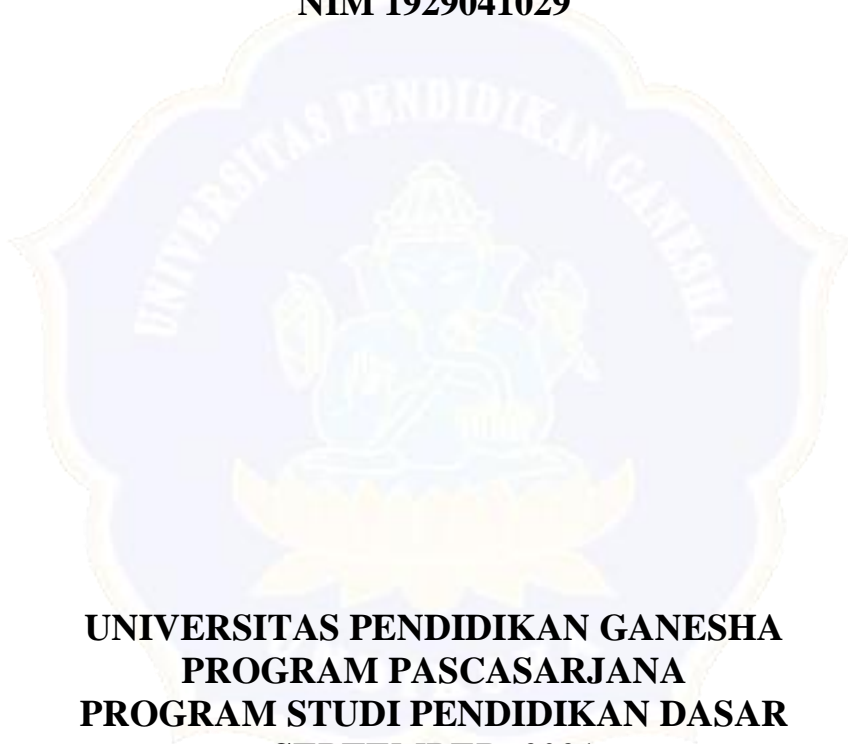 NIM 1929041029
UNIVERSITAS PENDIDIKAN GANESHA
UNIVERSITAS PENDIDIKAN GANESHA
PROGRAM PASCASARJANA
PROGRAM STUDI PENDIDIKAN DASAR